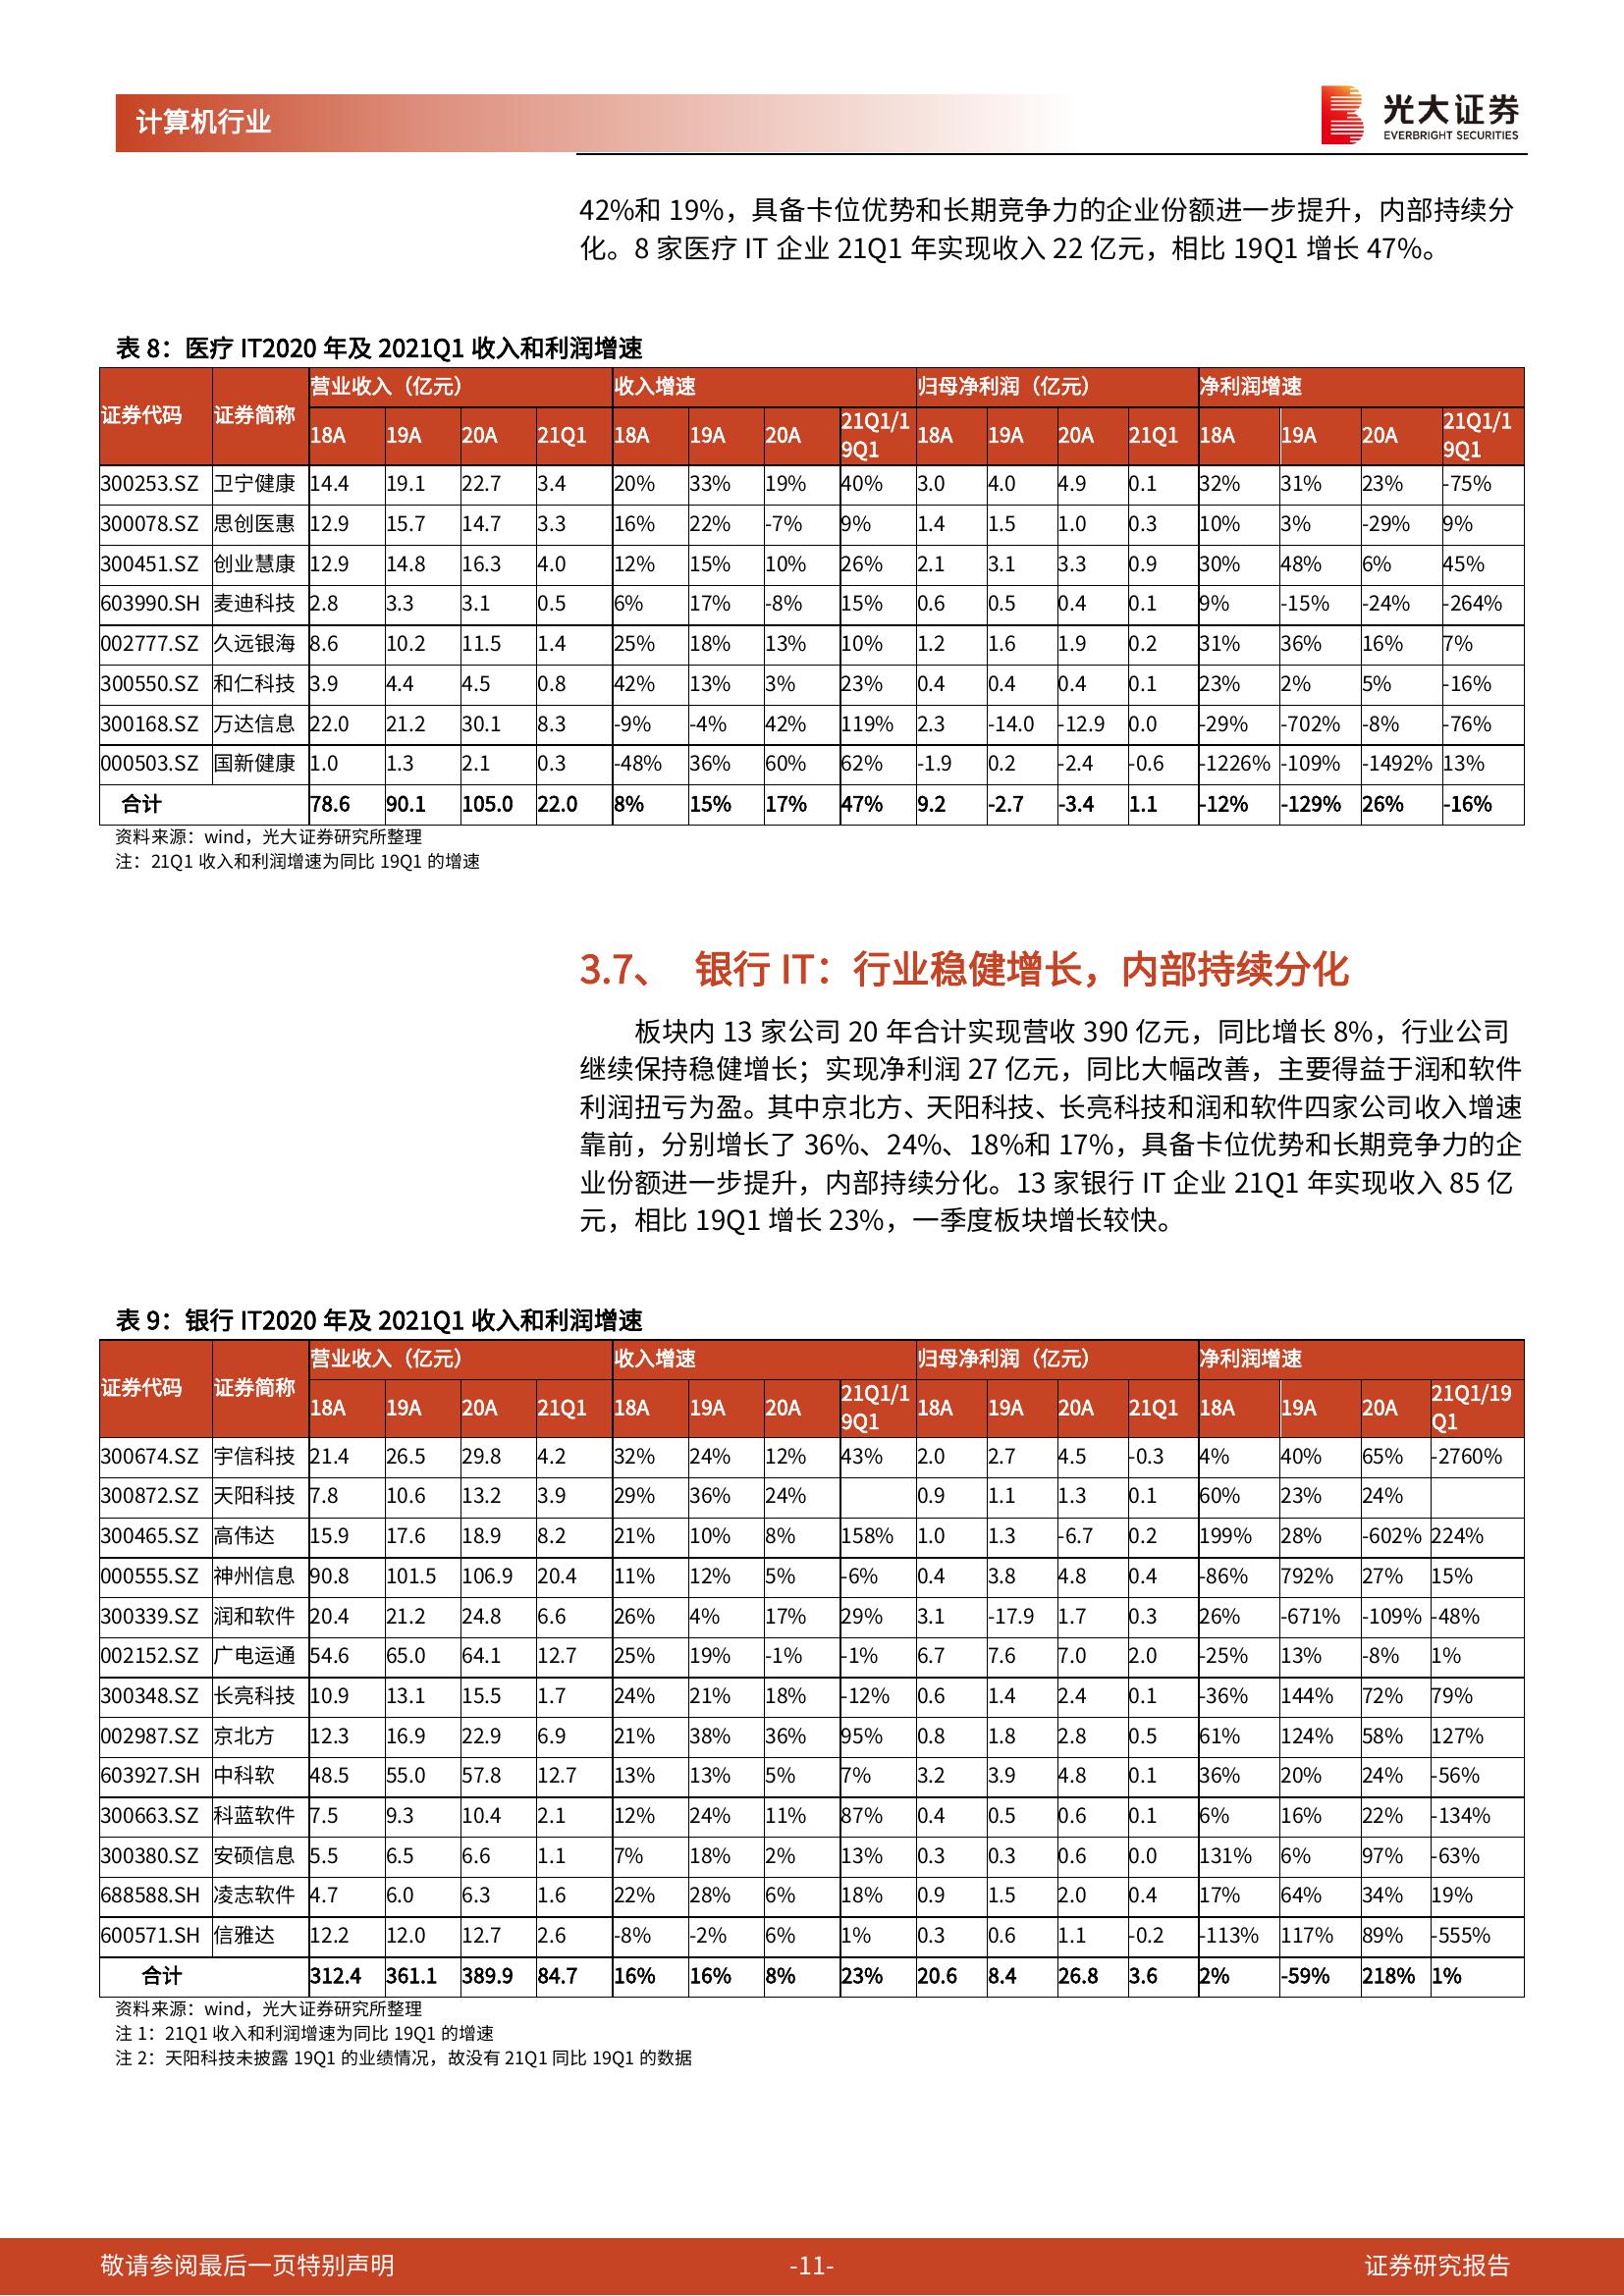 计算机行业
光大证券
EVERBRIGHT SECURITIES
42%和 19%，具备卡位优势和长期竞争力的企业份额进一步提升，内部持续分
化。8 家医疗 IT 企业 21Q1 年实现收入 22 亿元，相比 19Q1 增长 47%。
表 8：医疗 IT2020 年及 2021Q1 收入和利润增速
证券代码 证券简称 营业收入（亿元） 收入增速 归母净利润（亿元） 净利润增速
18A 19A 20A 21Q1 18A 19A 20A 21Q1/19Q1 18A 19A 20A 21Q1 18A 19A 20A 21Q1/19Q1
300253.SZ 卫宁健康 14.4 19.1 22.7 3.4 20% 33% 19% 40% 3.0 4.0 4.9 0.1 32% 31% 23% -75%
300078.SZ 思创医惠 12.9 15.7 14.7 3.3 16% 22% -7% 9% 1.4 1.5 1.0 0.3 10% 3% -29% 9%
300451.SZ 创业慧康 12.9 14.8 16.3 4.0 12% 15% 10% 26% 2.1 3.1 3.3 0.9 30% 48% 6% 45%
603990.SH 麦迪科技 2.8 3.3 3.1 0.5 6% 17% -8% 15% 0.6 0.5 0.4 0.1 9% -15% -24% -264%
002777.SZ 久远银海 8.6 10.2 11.5 1.4 25% 18% 13% 10% 1.2 1.6 1.9 0.2 31% 36% 16% 7%
300550.SZ 和仁科技 3.9 4.4 4.5 0.8 42% 13% 3% 23% 0.4 0.4 0.4 0.1 23% 2% 5% -16%
300168.SZ 万达信息 22.0 21.2 30.1 8.3 -9% -4% 42% 119% 2.3 -14.0 -12.9 0.0 -29% -702% -8% -76%
000503.SZ 国新健康 1.0 1.3 2.1 0.3 -48% 36% 60% 62% -1.9 0.2 -2.4 -0.6 -1226% -109% -1492% 13%
合计 78.6 90.1 105.0 22.0 8% 15% 17% 47% 9.2 -2.7 -3.4 1.1 -12% -129% 26% -16%
资料来源：wind，光大证券研究所整理
注：21Q1 收入和利润增速为同比 19Q1 的增速
3.7、 银行 IT：行业稳健增长，内部持续分化
板块内 13 家公司 20 年合计实现营收 390 亿元，同比增长 8%，行业公司
继续保持稳健增长；实现净利润 27 亿元，同比大幅改善，主要得益于润和软件
利润扭亏为盈。其中京北方、天阳科技、长亮科技和润和软件四家公司收入增速
靠前，分别增长了 36%、24%、18%和 17%，具备卡位优势和长期竞争力的企
业份额进一步提升，内部持续分化。13 家银行 IT 企业 21Q1 年实现收入 85 亿
元，相比 19Q1 增长 23%，一季度板块增长较快。
表 9：银行 IT2020 年及 2021Q1 收入和利润增速
证券代码 证券简称 营业收入（亿元） 收入增速 归母净利润（亿元） 净利润增速
18A 19A 20A 21Q1 18A 19A 20A 21Q1/19Q1 18A 19A 20A 21Q1 18A 19A 20A 21Q1/19Q1
300674.SZ 宇信科技 21.4 26.5 29.8 4.2 32% 24% 12% 43% 2.0 2.7 4.5 -0.3 4% 40% 65% -2760%
300872.SZ 天阳科技 7.8 10.6 13.2 3.9 29% 36% 24% 0.9 1.1 1.3 0.1 60% 23% 24%
300465.SZ 高伟达 15.9 17.6 18.9 8.2 21% 10% 8% 158% 1.0 1.3 -6.7 0.2 199% 28% -602% 224%
000555.SZ 神州信息 90.8 101.5 106.9 20.4 11% 12% 5% -6% 0.4 3.8 4.8 0.4 -86% 792% 27% 15%
300339.SZ 润和软件 20.4 21.2 24.8 6.6 26% 4% 17% 29% 3.1 -17.9 1.7 0.3 26% -671% -109% -48%
002152.SZ 广电运通 54.6 65.0 64.1 12.7 25% 19% -1% -1% 6.7 7.6 7.0 2.0 -25% 13% -8% 1%
300348.SZ 长亮科技 10.9 13.1 15.5 1.7 24% 21% 18% -12% 0.6 1.4 2.4 0.1 -36% 144% 72% 79%
002987.SZ 京北方 12.3 16.9 22.9 6.9 21% 38% 36% 95% 0.8 1.8 2.8 0.5 61% 124% 58% 127%
603927.SH 中科软 48.5 55.0 57.8 12.7 13% 13% 5% 7% 3.2 3.9 4.8 0.1 36% 20% 24% -56%
300663.SZ 科蓝软件 7.5 9.3 10.4 2.1 12% 24% 11% 87% 0.4 0.5 0.6 0.1 6% 16% 22% -134%
300380.SZ 安硕信息 5.5 6.5 6.6 1.1 7% 18% 2% 13% 0.3 0.3 0.6 0.0 131% 6% 97% -63%
688588.SH 凌志软件 4.7 6.0 6.3 1.6 22% 28% 6% 18% 0.9 1.5 2.0 0.4 17% 64% 34% 19%
600571.SH 信雅达 12.2 12.0 12.7 2.6 -8% -2% 6% 1% 0.3 0.6 1.1 -0.2 -113% 117% 89% -555%
合计 312.4 361.1 389.9 84.7 16% 16% 8% 23% 20.6 8.4 26.8 3.6 2% -59% 218% 1%
资料来源：wind，光大证券研究所整理
注 1：21Q1 收入和利润增速为同比 19Q1 的增速
注 2：天阳科技未披露 19Q1 的业绩情况，故没有 21Q1 同比 19Q1 的数据
敬请参阅最后一页特别声明 -11- 证券研究报告